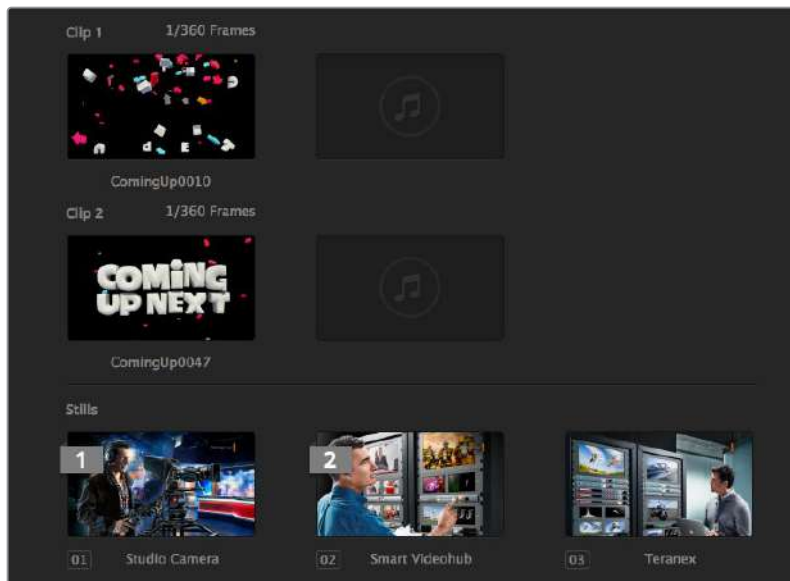 Clip 1 1/360 Frames
ComingUp0010
Clip 2 1/360 Frames
COMiNG
UP NEXT
ComingUp0047
Stills
1 2
01 Studio Camera 02 Smart Videohub 03 Teranex